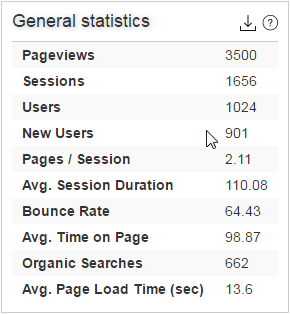 General statistics
Pageviews 3500
Sessions 1656
Users 1024
New Users 901
Pages / Session 2.11
Avg. Session Duration 110.08
Bounce Rate 64.43
Avg. Time on Page 98.87
Organic Searches 662
Avg. Page Load Time (sec) 13.6